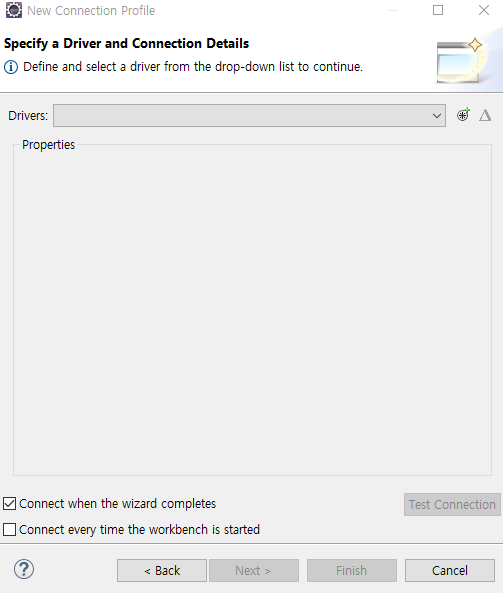 New Connection Profile
Specify a Driver and Connection Details
Define and select a driver from the drop-down list to continue.
Drivers:
Properties
Connect when the wizard completes
Test Connection
Connect every time the workbench is started
?
< Back
Next >
Finish
Cancel